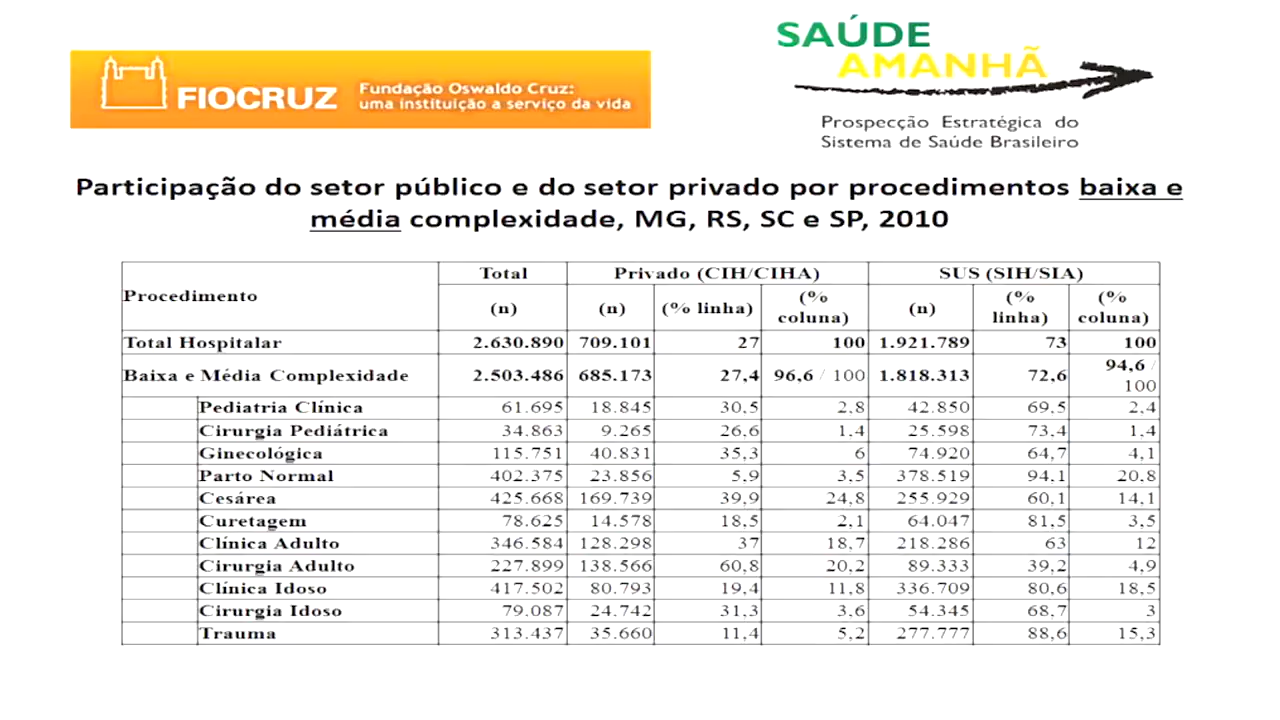 FIOCRUZ
Fundação Oswaldo Cruz:
uma instituição a serviço da vida
SAÚDE
AMANHÃ
Prospecção Estratégica do
Sistema de Saúde Brasileiro
Participação do setor público e do setor privado por procedimentos baixa e
média complexidade, MG, RS, SC e SP, 2010
Procedimento Total Privado (CIH/CIHA) SUS (SIH/SIA)
(n) (n) (% linha) (% coluna) (n) (% linha) (% coluna)
Total Hospitalar 2.630.890 709.101 27 100 1.921.789 73 100
Baixa e Média Complexidade 2.503.486 685.173 27,4 96,6 / 100 1.818.313 72,6 94,6 / 100
Pediatria Clínica 61.695 18.845 30,5 2,8 42.850 69,5 2,4
Cirurgia Pediátrica 34.863 9.265 26,6 1,4 25.598 73,4 1,4
Ginecológica 115.751 40.831 35,3 6 74.920 64,7 4,1
Parto Normal 402.375 23.856 5,9 3,5 378.519 94,1 20,8
Cesárea 425.668 169.739 39,9 24,8 255.929 60,1 14,1
Curetagem 78.625 14.578 18,5 2,1 64.047 81,5 3,5
Clínica Adulto 346.584 128.298 37 18,7 218.286 63 12
Cirurgia Adulto 227.899 138.566 60,8 20,2 89.333 39,2 4,9
Clínica Idoso 417.502 80.793 19,4 11,8 336.709 80,6 18,5
Cirurgia Idoso 79.087 24.742 31,3 3,6 54.345 68,7 3
Trauma 313.437 35.660 11,4 5,2 277.777 88,6 15,3